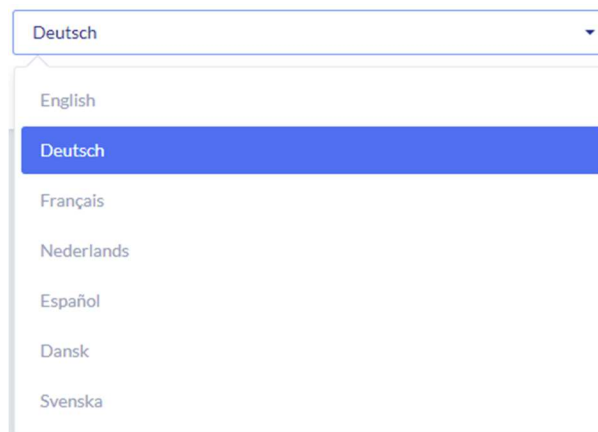 Deutsch
English
Deutsch
Français
Nederlands
Español
Dansk
Svenska